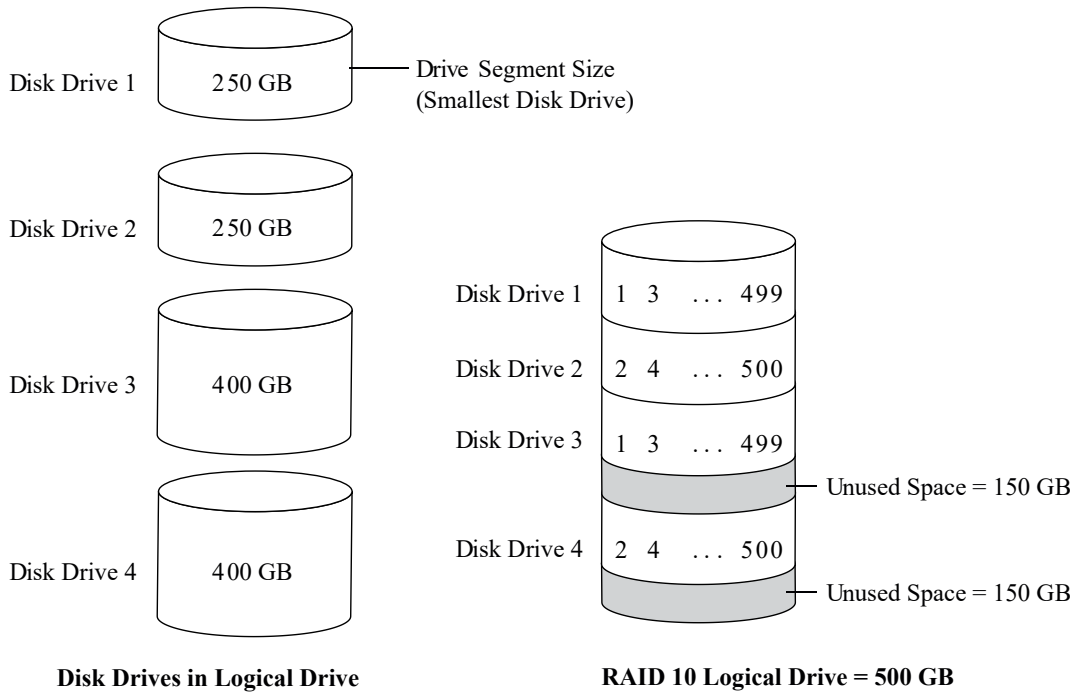 Disk Drive 1
250 GB
Drive Segment Size
(Smallest Disk Drive)
Disk Drive 2
250 GB
Disk Drive 3
400 GB
Disk Drive 4
400 GB
Disk Drives in Logical Drive
Disk Drive 1
1 3 ... 499
Disk Drive 2
2 4 ... 500
Disk Drive 3
1 3 ... 499
Unused Space = 150 GB
Disk Drive 4
2 4 ... 500
Unused Space = 150 GB
RAID 10 Logical Drive = 500 GB